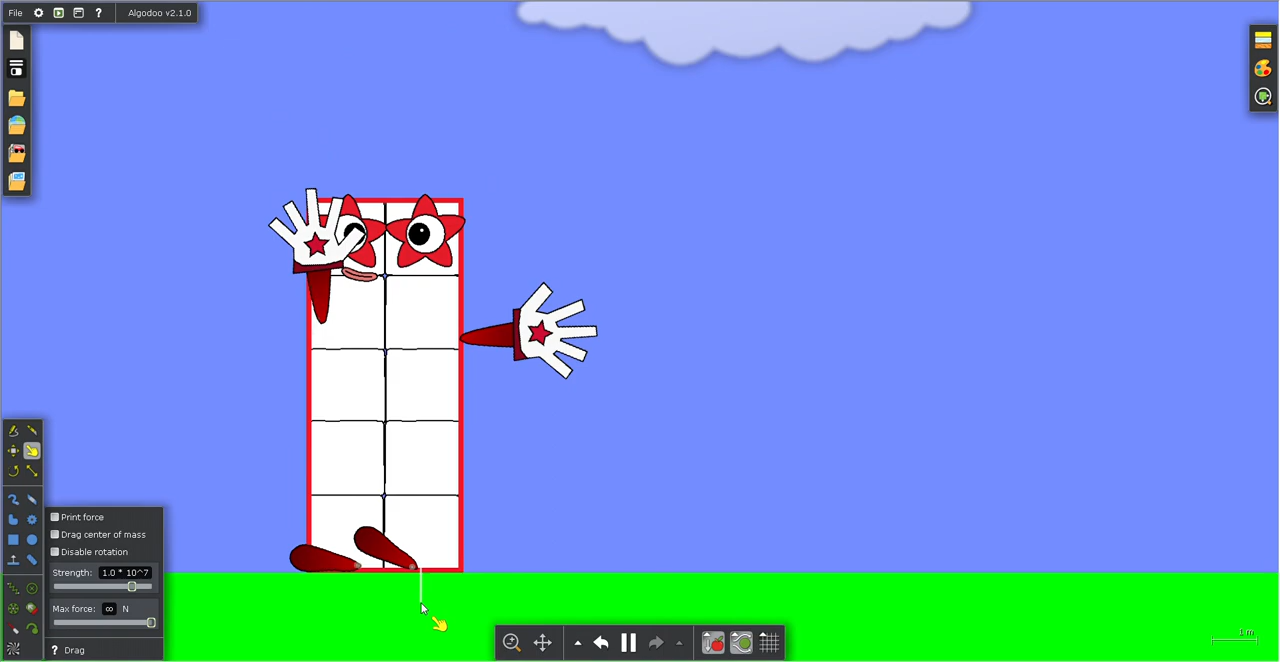 File ? Algodoo v2.1.0
Print force
Drag center of mass
Disable rotation
Strength: 1.0 * 10^7
Max force: ∞ N
? Drag
1 m